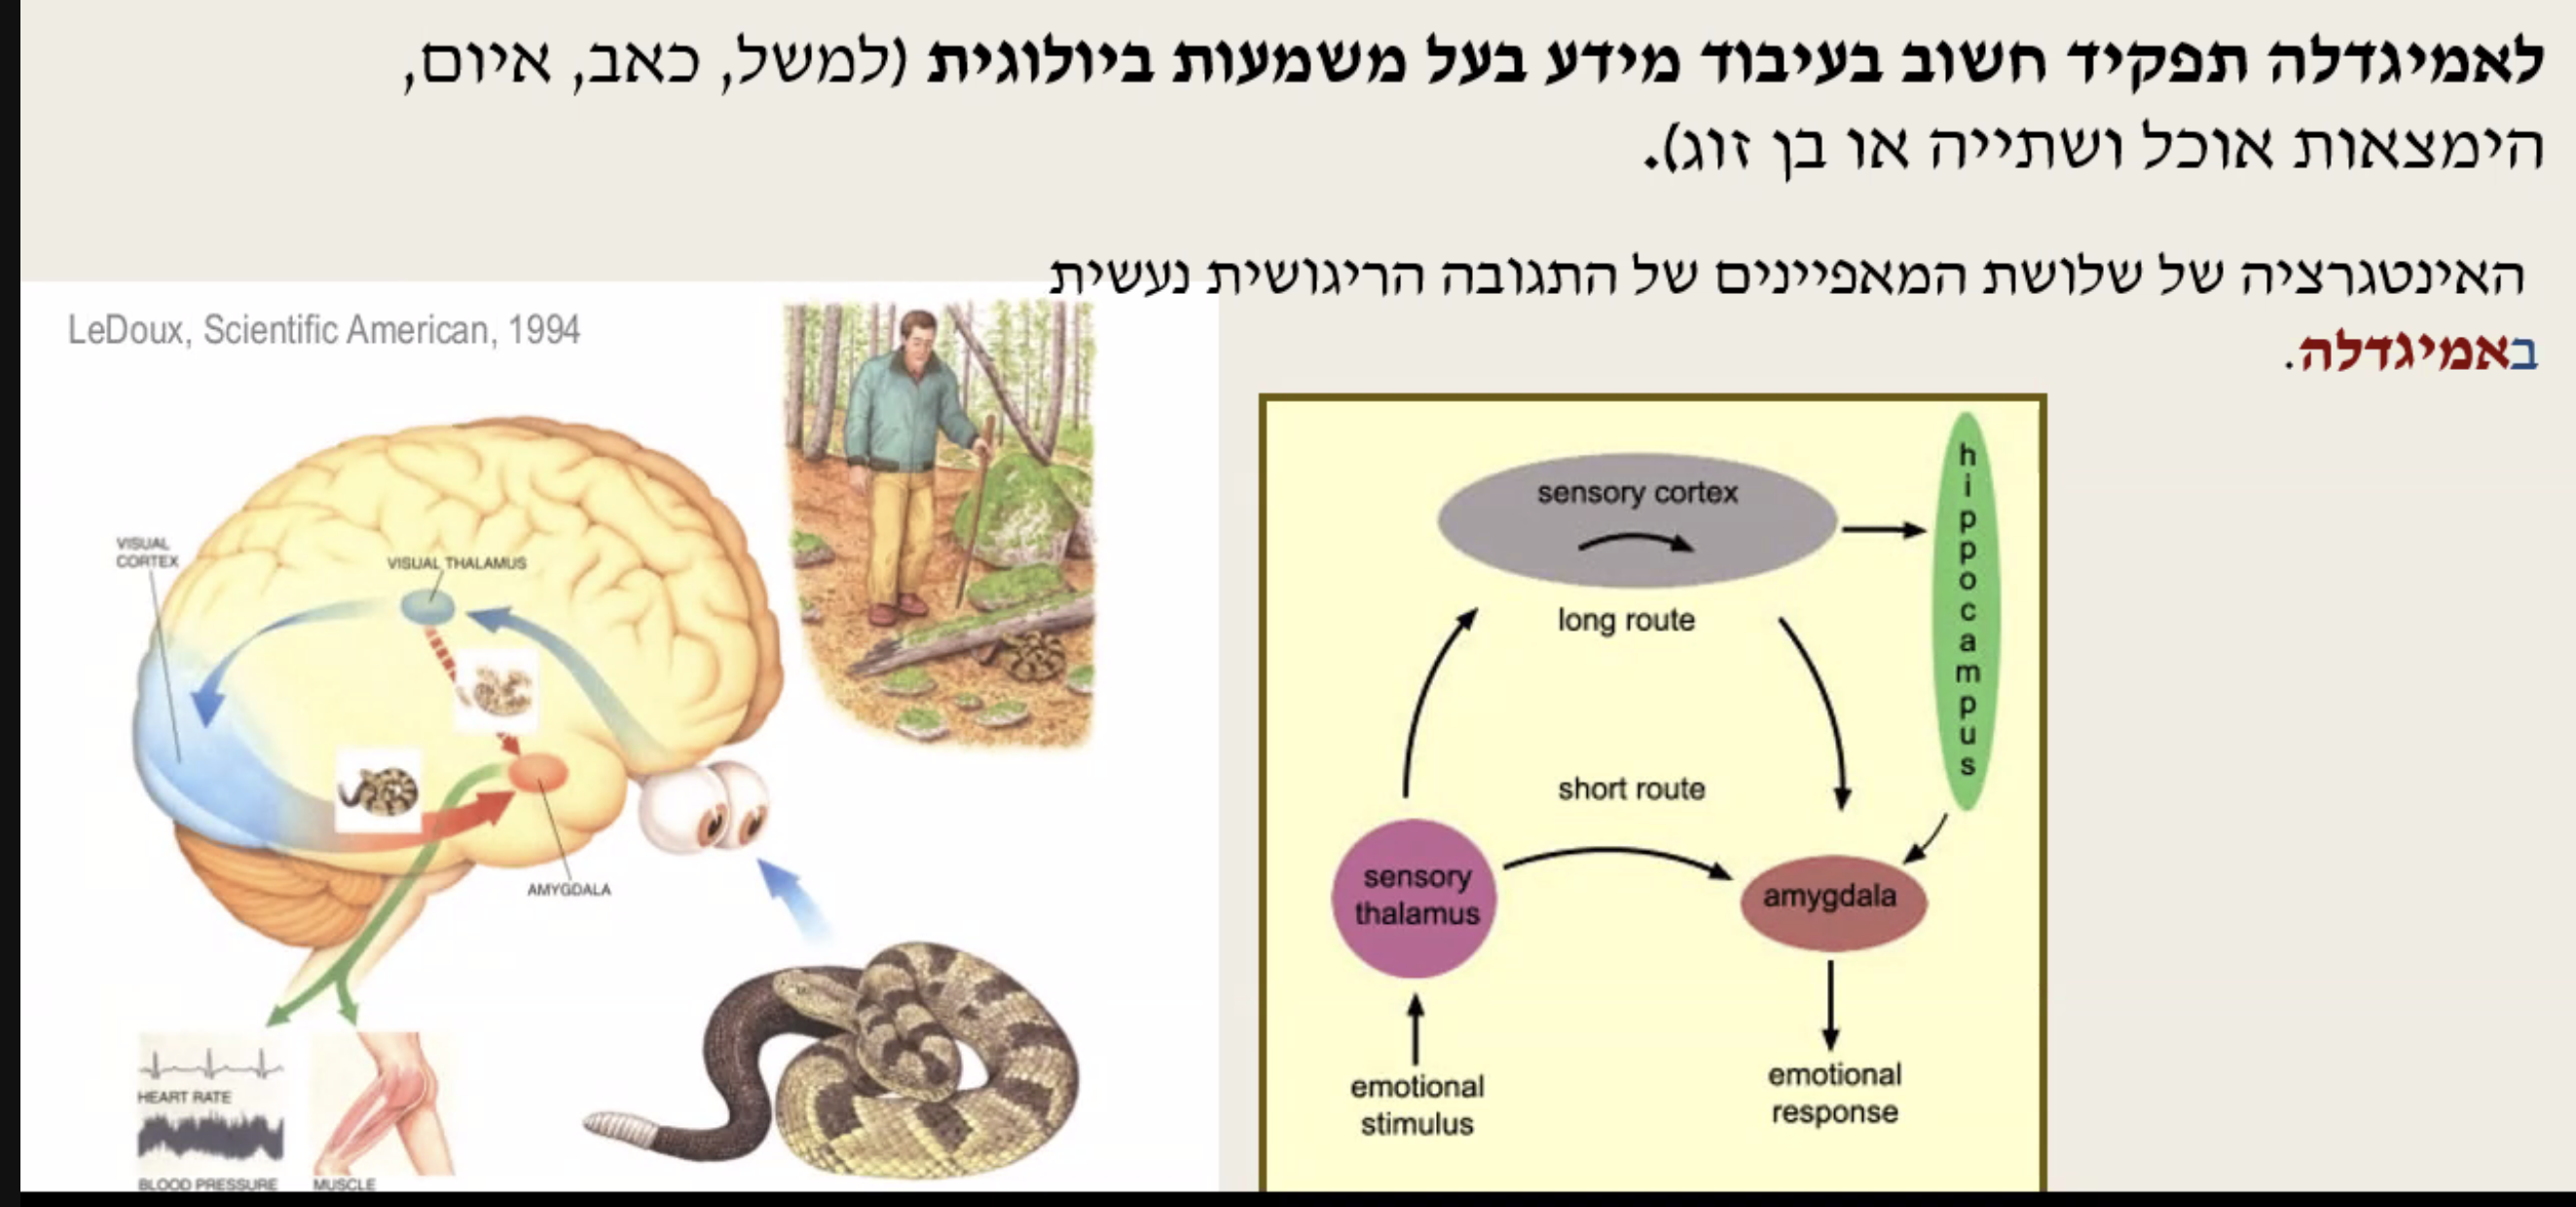 לאמיגדלה תפקיד חשוב בעיבוד מידע בעל משמעות ביולוגית (למשל, כאב, איום,
הימצאות אוכל ושתייה או בן זוג).
האינטגרציה של שלושת המאפיינים של התגובה הריגושית נעשית
באמיגדלה.
LeDoux, Scientific American, 1994
VISUAL
CORTEX
VISUAL THALAMUS
AMYGDALA
HEART RATE
BLOOD PRESSURE
MUSCLE
sensory cortex
long route
short route
hippocampus
sensory
thalamus
amygdala
emotional
stimulus
emotional
response